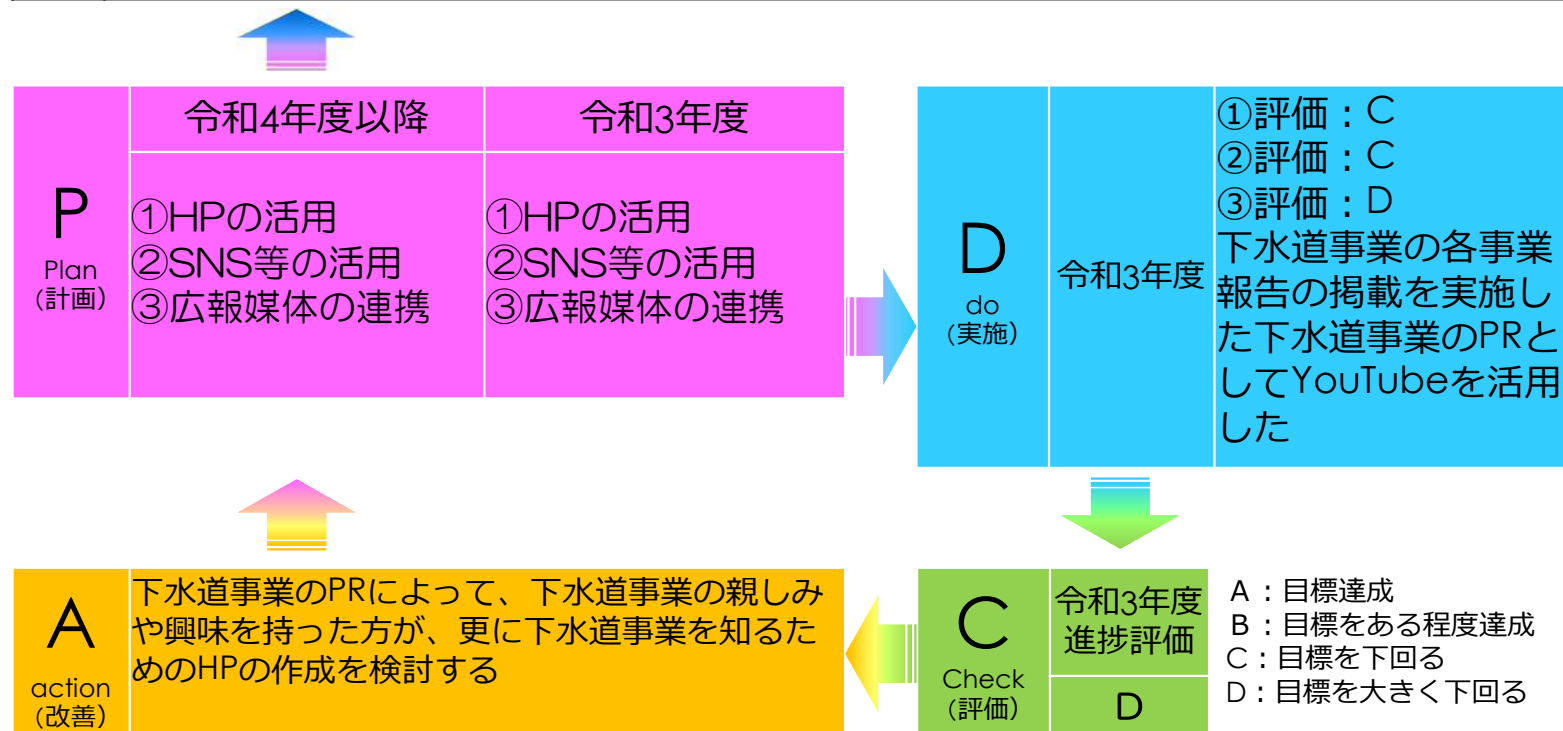 P
Plan
(計画)
令和4年度以降
①HPの活用
②SNS等の活用
③広報媒体の連携
令和3年度
①HPの活用
②SNS等の活用
③広報媒体の連携
D
do
(実施)
令和3年度
①評価：C
②評価：C
③評価：D
下水道事業の各事業
報告の掲載を実施し
た下水道事業のPRと
してYouTubeを活用
した
C
Check
(評価)
令和3年度
進捗評価
D
A：目標達成
B：目標をある程度達成
C：目標を下回る
D：目標を大きく下回る
A
action
(改善)
下水道事業のPRによって、下水道事業の親しみ
や興味を持った方が、更に下水道事業を知るた
めのHPの作成を検討する